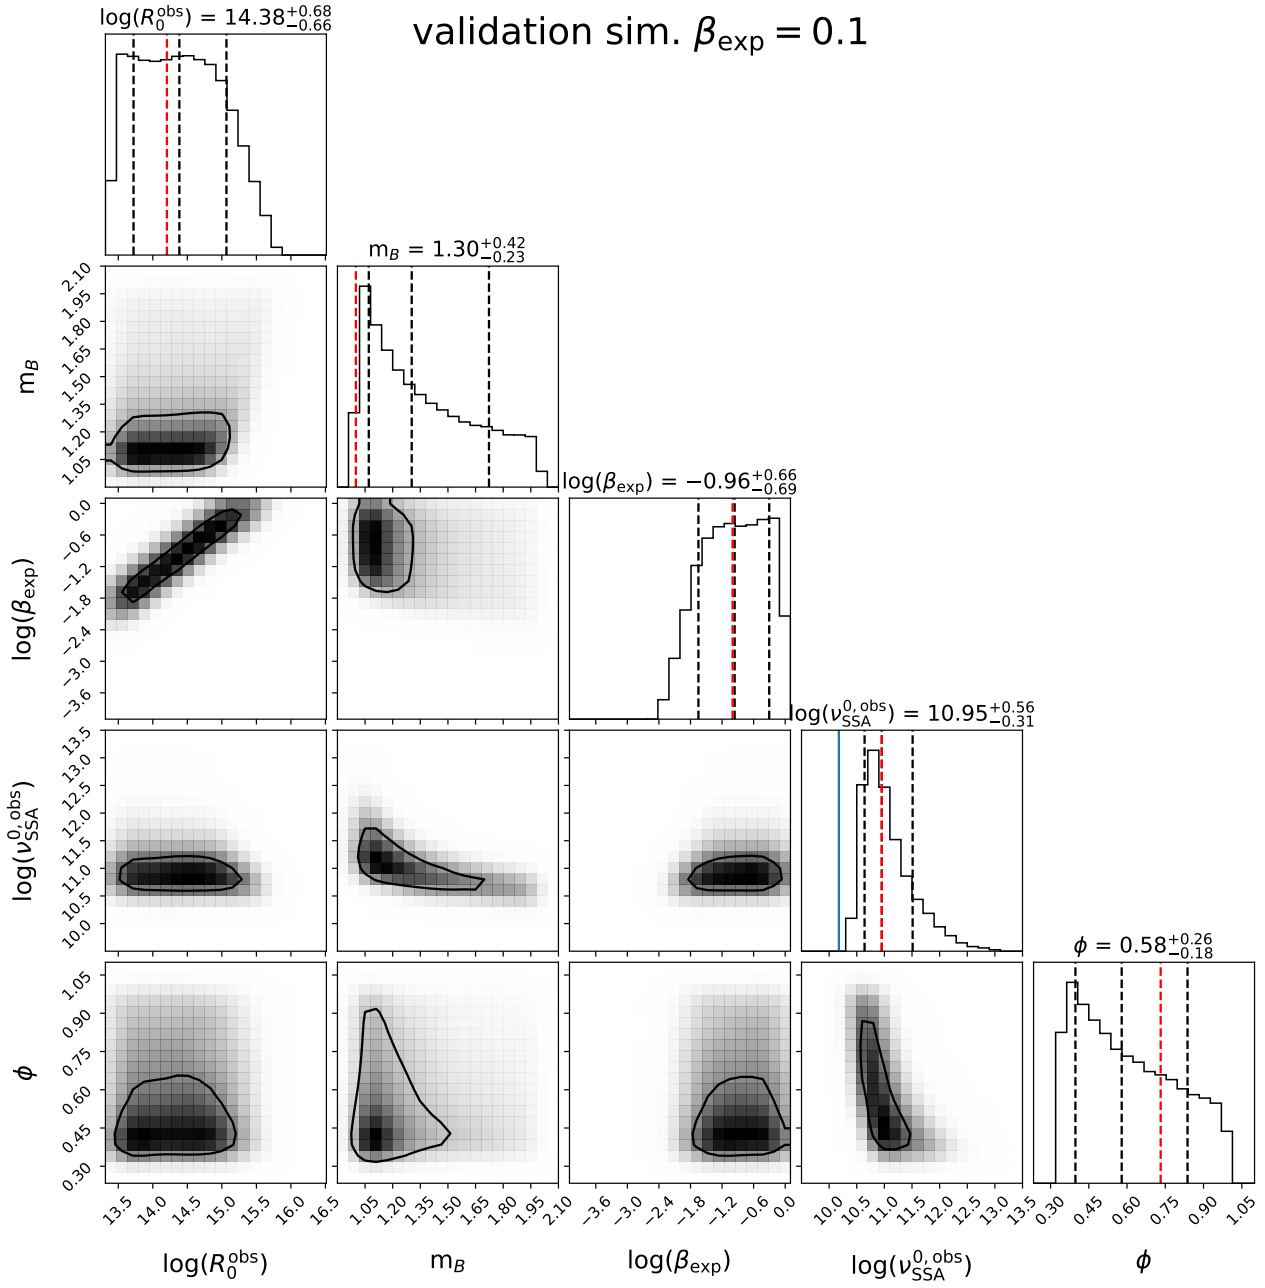 validation sim. β_exp = 0.1
log(R_0^obs) = 14.38^{+0.68}_{−0.66}
m_B = 1.30^{+0.42}_{−0.23}
log(β_exp) = −0.96^{+0.66}_{−0.69}
log(ν_SSA^{0,obs}) = 10.95^{+0.56}_{−0.31}
ϕ = 0.58^{+0.26}_{−0.18}
m_B
2.10
1.95
1.80
1.65
1.50
1.35
1.20
1.05
log(β_exp)
0.0
−0.6
−1.2
−1.8
−2.4
−3.0
−3.6
log(ν_SSA^{0,obs})
13.5
13.0
12.5
12.0
11.5
11.0
10.5
10.0
ϕ
1.05
0.90
0.75
0.60
0.45
0.30
13.5 14.0 14.5 15.0 15.5 16.0 16.5
1.05 1.20 1.35 1.50 1.65 1.80 1.95 2.10
−3.6 −3.0 −2.4 −1.8 −1.2 −0.6 0.0
10.0 10.5 11.0 11.5 12.0 12.5 13.0 13.5
0.30 0.45 0.60 0.75 0.90 1.05
log(R_0^obs)
m_B
log(β_exp)
log(ν_SSA^{0,obs})
ϕ